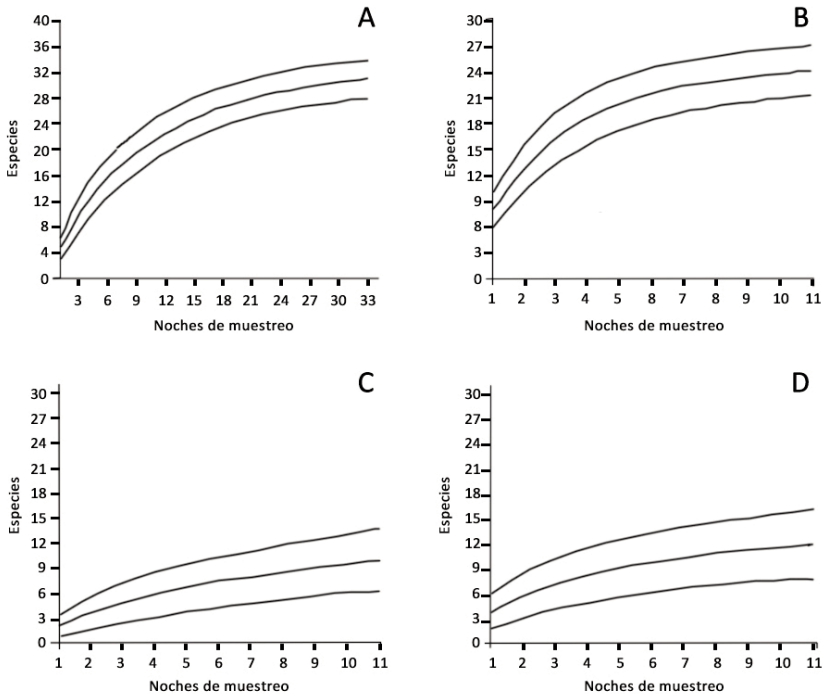 A
40
36
32
28
24
20
16
12
8
4
0
Especies
3 6 9 12 15 18 21 24 27 30 33
Noches de muestreo
B
30
27
24
21
18
15
12
9
8
3
0
Especies
1 2 3 4 5 8 7 8 9 10 11
Noches de muestreo
C
30
27
24
21
18
15
12
9
6
3
0
Especies
1 2 3 4 5 6 7 8 9 10 11
Noches de muestreo
D
30
27
24
21
18
15
12
9
6
3
0
Especies
1 2 3 4 5 6 7 8 9 10 11
Noches de muestreo